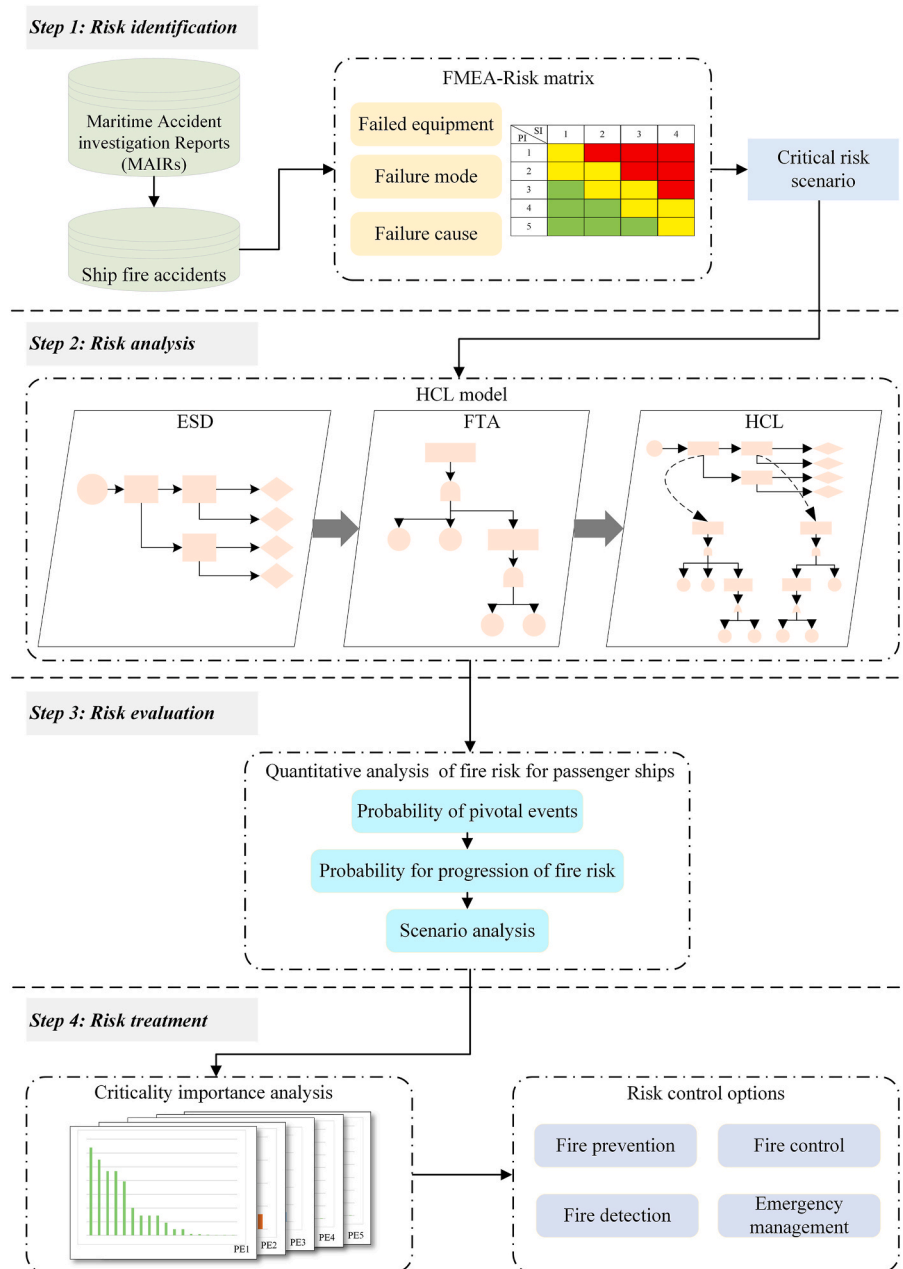 Step 1: Risk identification
Maritime Accident
investigation Reports
(MAIRs)
Ship fire accidents
FMEA-Risk matrix
Failed equipment
Failure mode
Failure cause
SI
PI
1 2 3 4
1
2
3
4
5
Critical risk
scenario
Step 2: Risk analysis
HCL model
ESD
FTA
HCL
Step 3: Risk evaluation
Quantitative analysis of fire risk for passenger ships
Probability of pivotal events
Probability for progression of fire risk
Scenario analysis
Step 4: Risk treatment
Criticality importance analysis
PE1
PE2
PE3
PE4
PE5
Risk control options
Fire prevention
Fire control
Fire detection
Emergency
management